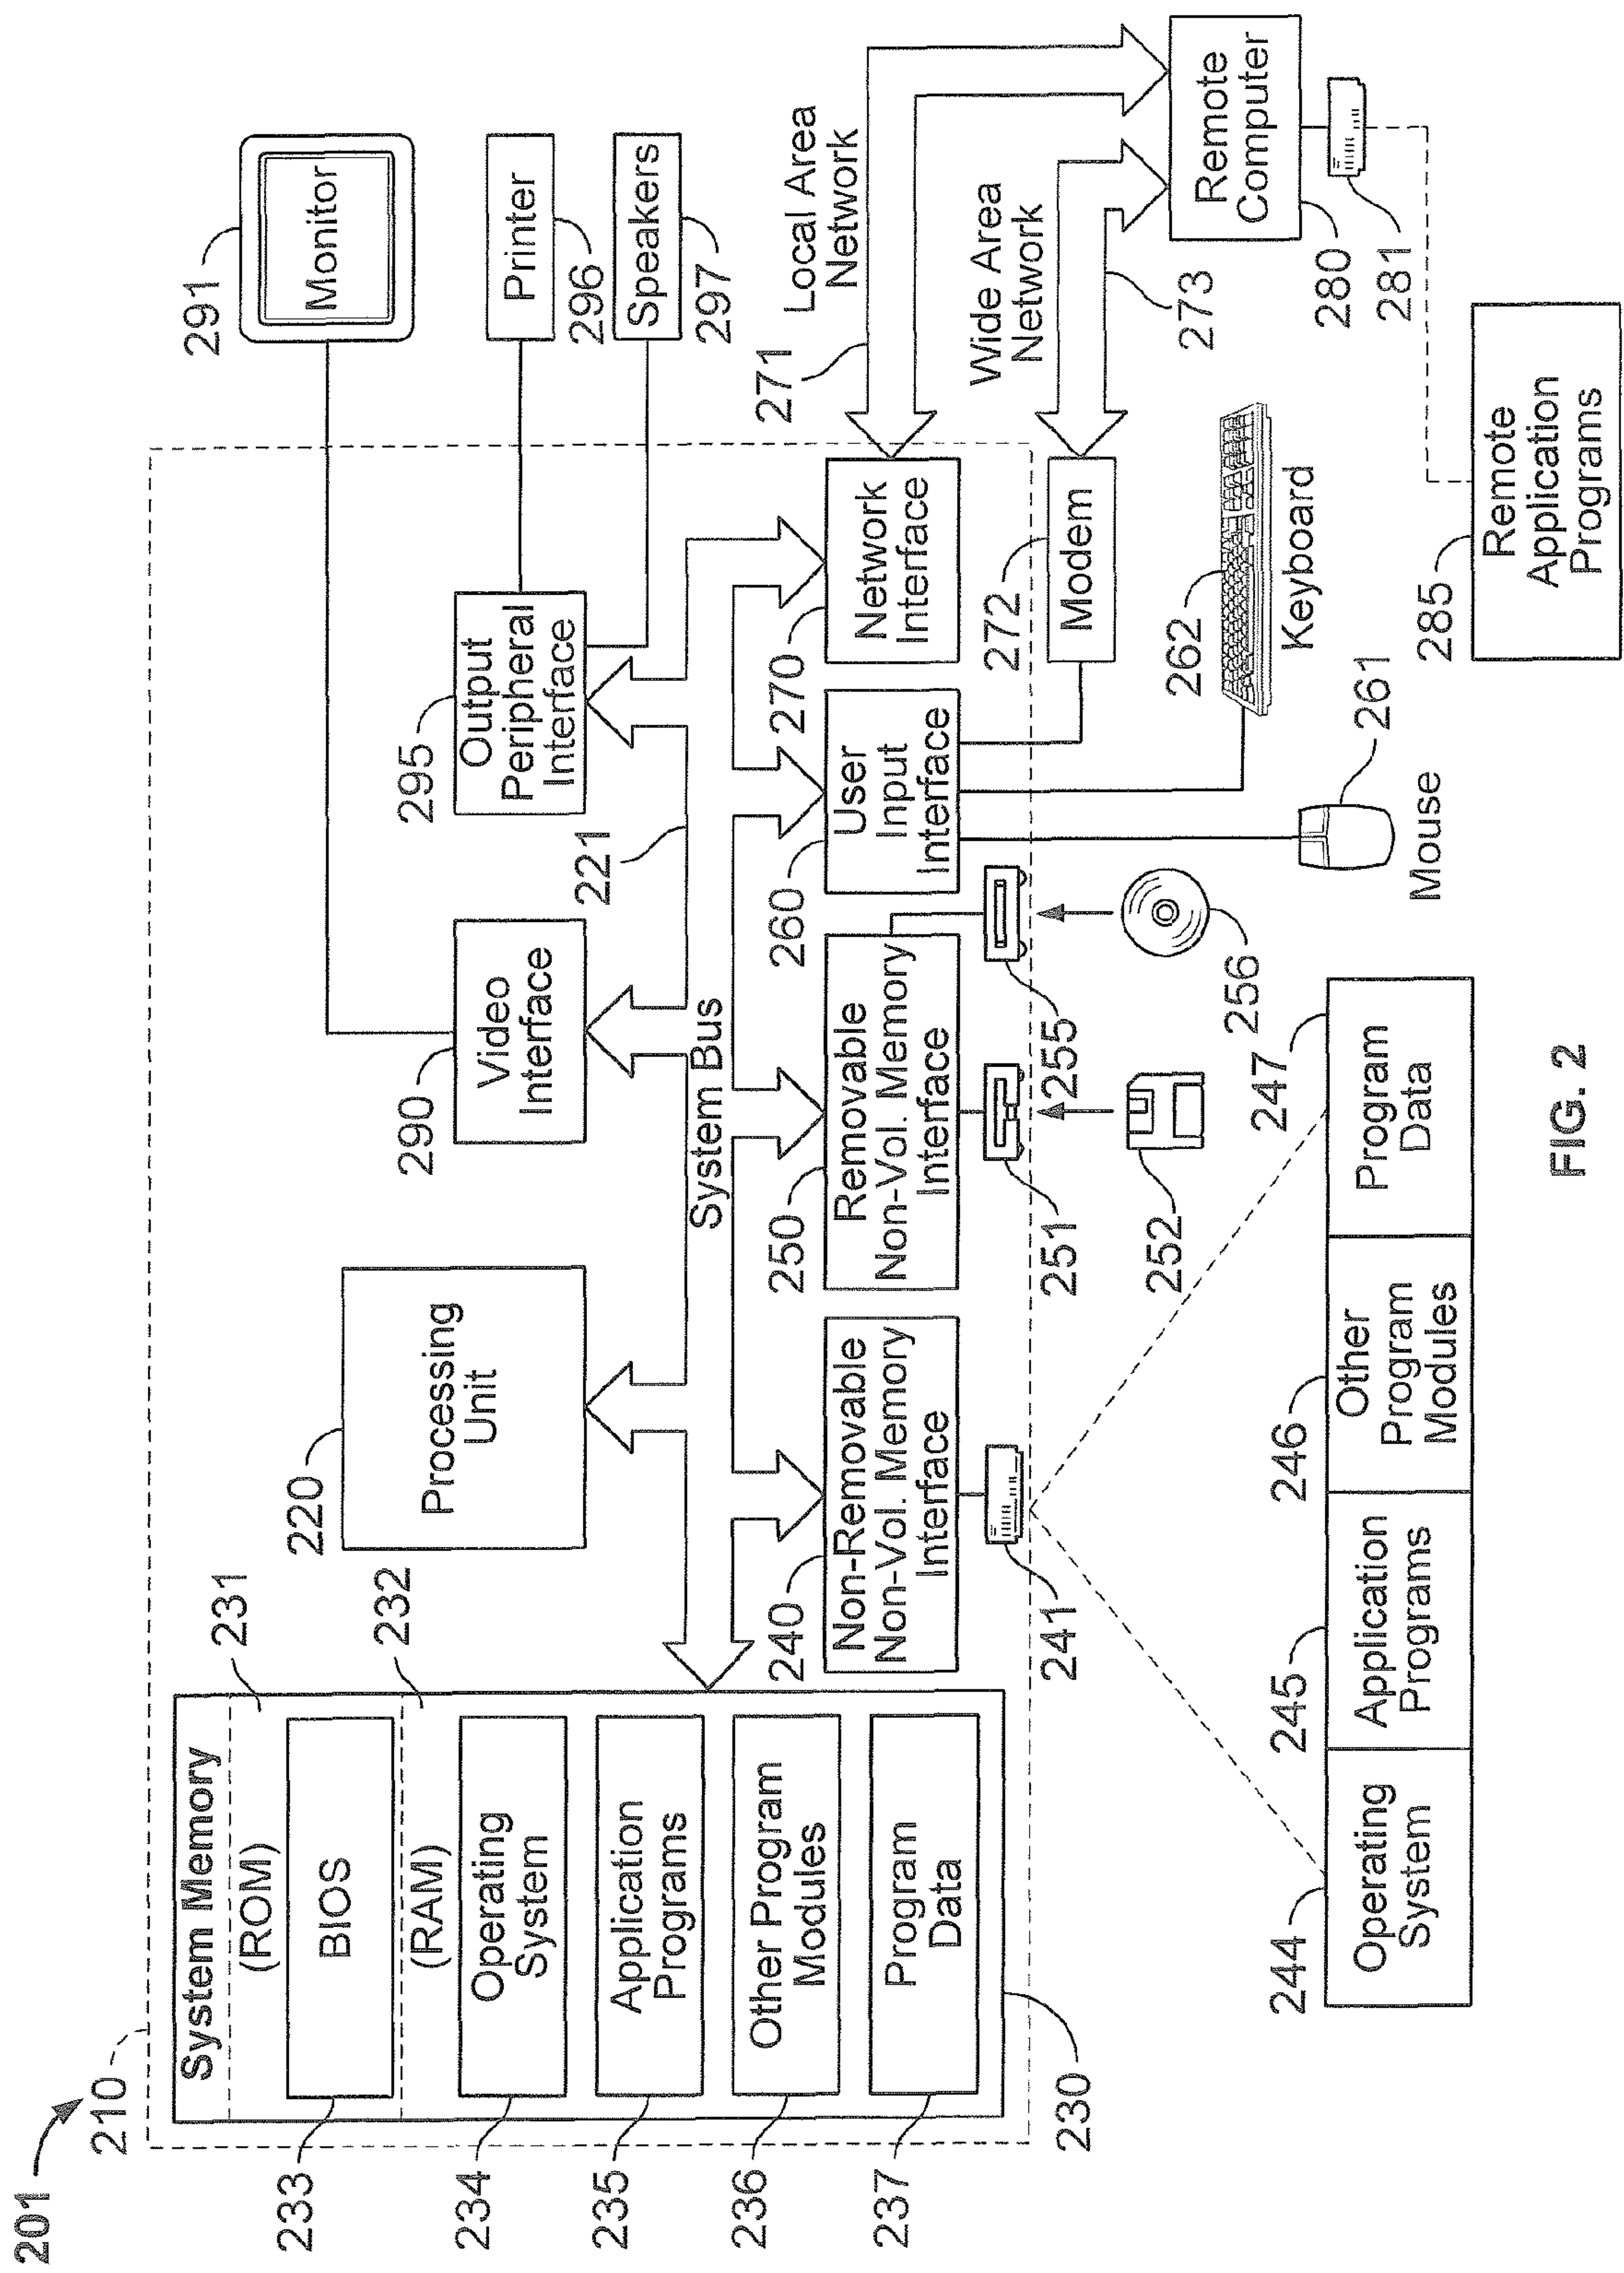 201
210
System Memory
(ROM)
231
BIOS
233
(RAM)
232
Operating
System
234
Application
Programs
235
Other Program
Modules
236
Program
Data
237
230
220
Processing
Unit
290
Video
Interface
295
Output
Peripheral
Interface
221
System Bus
291
Monitor
Printer
296
Speakers
297
240
Non-Removable
Non-Vol. Memory
Interface
241
250
Removable
Non-Vol. Memory
Interface
251
255
252
256
260
User
Input
Interface
270
Network
Interface
271
Local Area
Network
272
Modem
Wide Area
Network
273
Remote
Computer
280
281
262
Keyboard
261
Mouse
285
Remote
Application
Programs
244
Operating
System
245
Application
Programs
246
Other
Program
Modules
247
Program
Data
FIG. 2